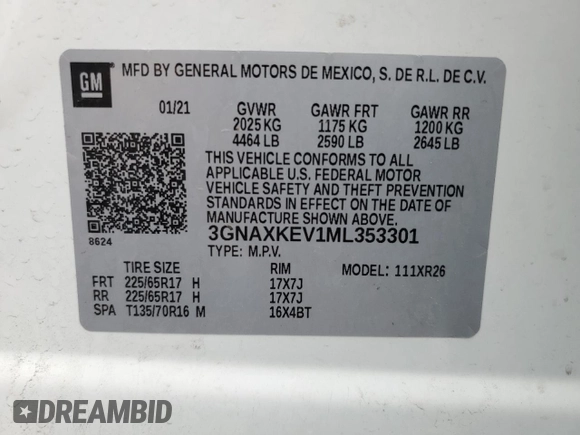 GM
MFD BY GENERAL MOTORS DE MEXICO, S. DE R.L. DE C.V.
01/21 GVWR GAWR FRT GAWR RR
2025 KG 1175 KG 1200 KG
4464 LB 2590 LB 2645 LB
THIS VEHICLE CONFORMS TO ALL
APPLICABLE U.S. FEDERAL MOTOR
VEHICLE SAFETY AND THEFT PREVENTION
STANDARDS IN EFFECT ON THE DATE OF
MANUFACTURE SHOWN ABOVE.
3GNAXKEV1ML353301
8624
TYPE: M.P.V.
TIRE SIZE RIM MODEL: 111XR26
FRT 225/65R17 H 17X7J
RR 225/65R17 H 17X7J
SPA T135/70R16 M 16X4BT
DREAMBID